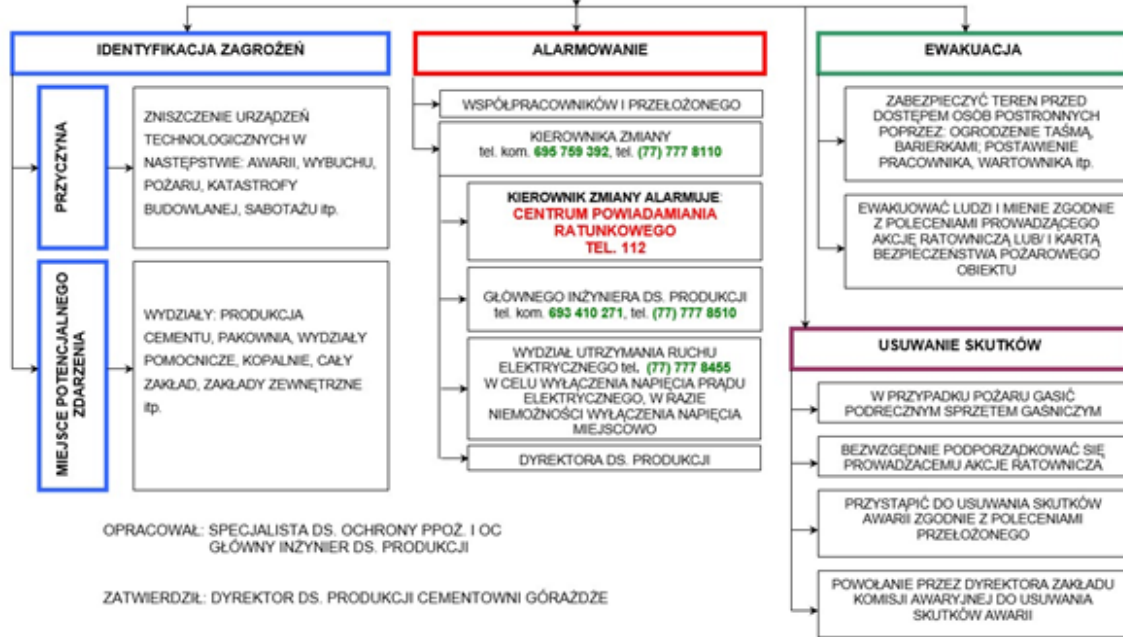 IDENTYFIKACJA ZAGROŻEŃ
PRZYCZYNA
ZNISZCZENIE URZĄDZEŃ
TECHNOLOGICZNYCH W
NASTĘPSTWIE: AWARII, WYBUCHU,
POŻARU, KATASTROFY
BUDOWLANEJ, SABOTAŻU itp.
MIEJSCE POTENCJALNEGO
ZDARZENIA
WYDZIAŁY: PRODUKCJA
CEMENTU, PAKOWNIA, WYDZIAŁY
POMOCNICZE, KOPALNIE, CAŁY
ZAKŁAD, ZAKŁADY ZEWNĘTRZNE
itp.
ALARMOWANIE
WSPÓŁPRACOWNIKÓW I PRZEŁOŻONEGO
KIEROWNIKA ZMIANY
tel. kom. 695 759 392, tel. (77) 777 8110
KIEROWNIK ZMIANY ALARMUJE:
CENTRUM POWIADAMIANIA
RATUNKOWEGO
TEL. 112
GŁÓWNEGO INŻYNIERA DS. PRODUKCJI
tel. kom. 693 410 271, tel. (77) 777 8510
WYDZIAŁ UTRZYMANIA RUCHU
ELEKTRYCZNEGO tel. (77) 777 8455
W CELU WYŁĄCZENIA NAPIĘCIA PRĄDU
ELEKTRYCZNEGO, W RAZIE
NIEMOŻNOŚCI WYŁĄCZENIA NAPIĘCIA
MIEJSCOWO
DYREKTORA DS. PRODUKCJI
EWAKUACJA
ZABEZPIECZYĆ TEREN PRZED
DOSTĘPEM OSÓB POSTRONNYCH
POPRZEZ: OGRODZENIE TAŚMĄ,
BARIERKAMI; POSTAWIENIE
PRACOWNIKA, WARTOWNIKA itp.
EWAKUOWAĆ LUDZI I MIENIE ZGODNIE
Z POLECENIAMI PROWADZĄCEGO
AKCJĘ RATOWNICZĄ LUB/ I KARTĄ
BEZPIECZEŃSTWA POŻAROWEGO
OBIEKTU
USUWANIE SKUTKÓW
W PRZYPADKU POŻARU GASIĆ
PODRĘCZNYM SPRZĘTEM GAŚNICZYM
BEZWZGĘDNIE PODPORZĄDKOWAĆ SIĘ
PROWADZĄCEMU AKCJĘ RATOWNICZĄ
PRZYSTĄPIĆ DO USUWANIA SKUTKÓW
AWARII ZGODNIE Z POLECENIAMI
PRZEŁOŻONEGO
POWOŁANIE PRZEZ DYREKTORA ZAKŁADU
KOMISJI AWARYJNEJ DO USUWANIA
SKUTKÓW AWARII
OPRACOWAŁ: SPECJALISTA DS. OCHRONY PPOŻ. I OC
GŁÓWNY INŻYNIER DS. PRODUKCJI
ZATWIERDZIŁ: DYREKTOR DS. PRODUKCJI CEMENTOWNI GÓRAŻDŻE